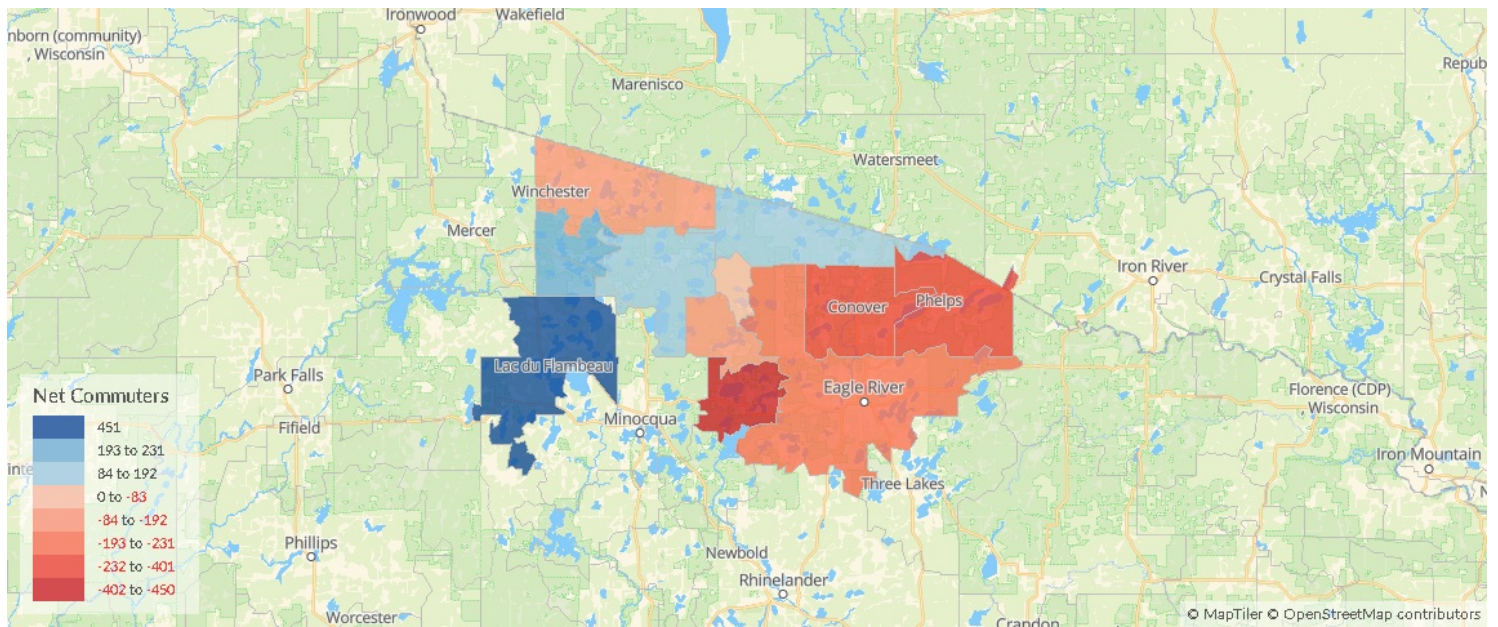 Ironwood
Wakefield
nborn (community)
, Wisconsin
Marenisco
Repub
Watersmeet
Winchester
Mercer
Iron River
Crystal Falls
Conover
Phelps
Lac du Flambeau
Park Falls
Eagle River
Florence (CDP)
, Wisconsin
Minocqua
Fifield
Iron Mountain
Three Lakes
N
Net Commuters
451
193 to 231
84 to 192
0 to -83
-84 to -192
-193 to -231
-232 to -401
-402 to -450
inte
Phillips
Newbold
Rhinelander
Worcester
Crandon
© MapTiler © OpenStreetMap contributors